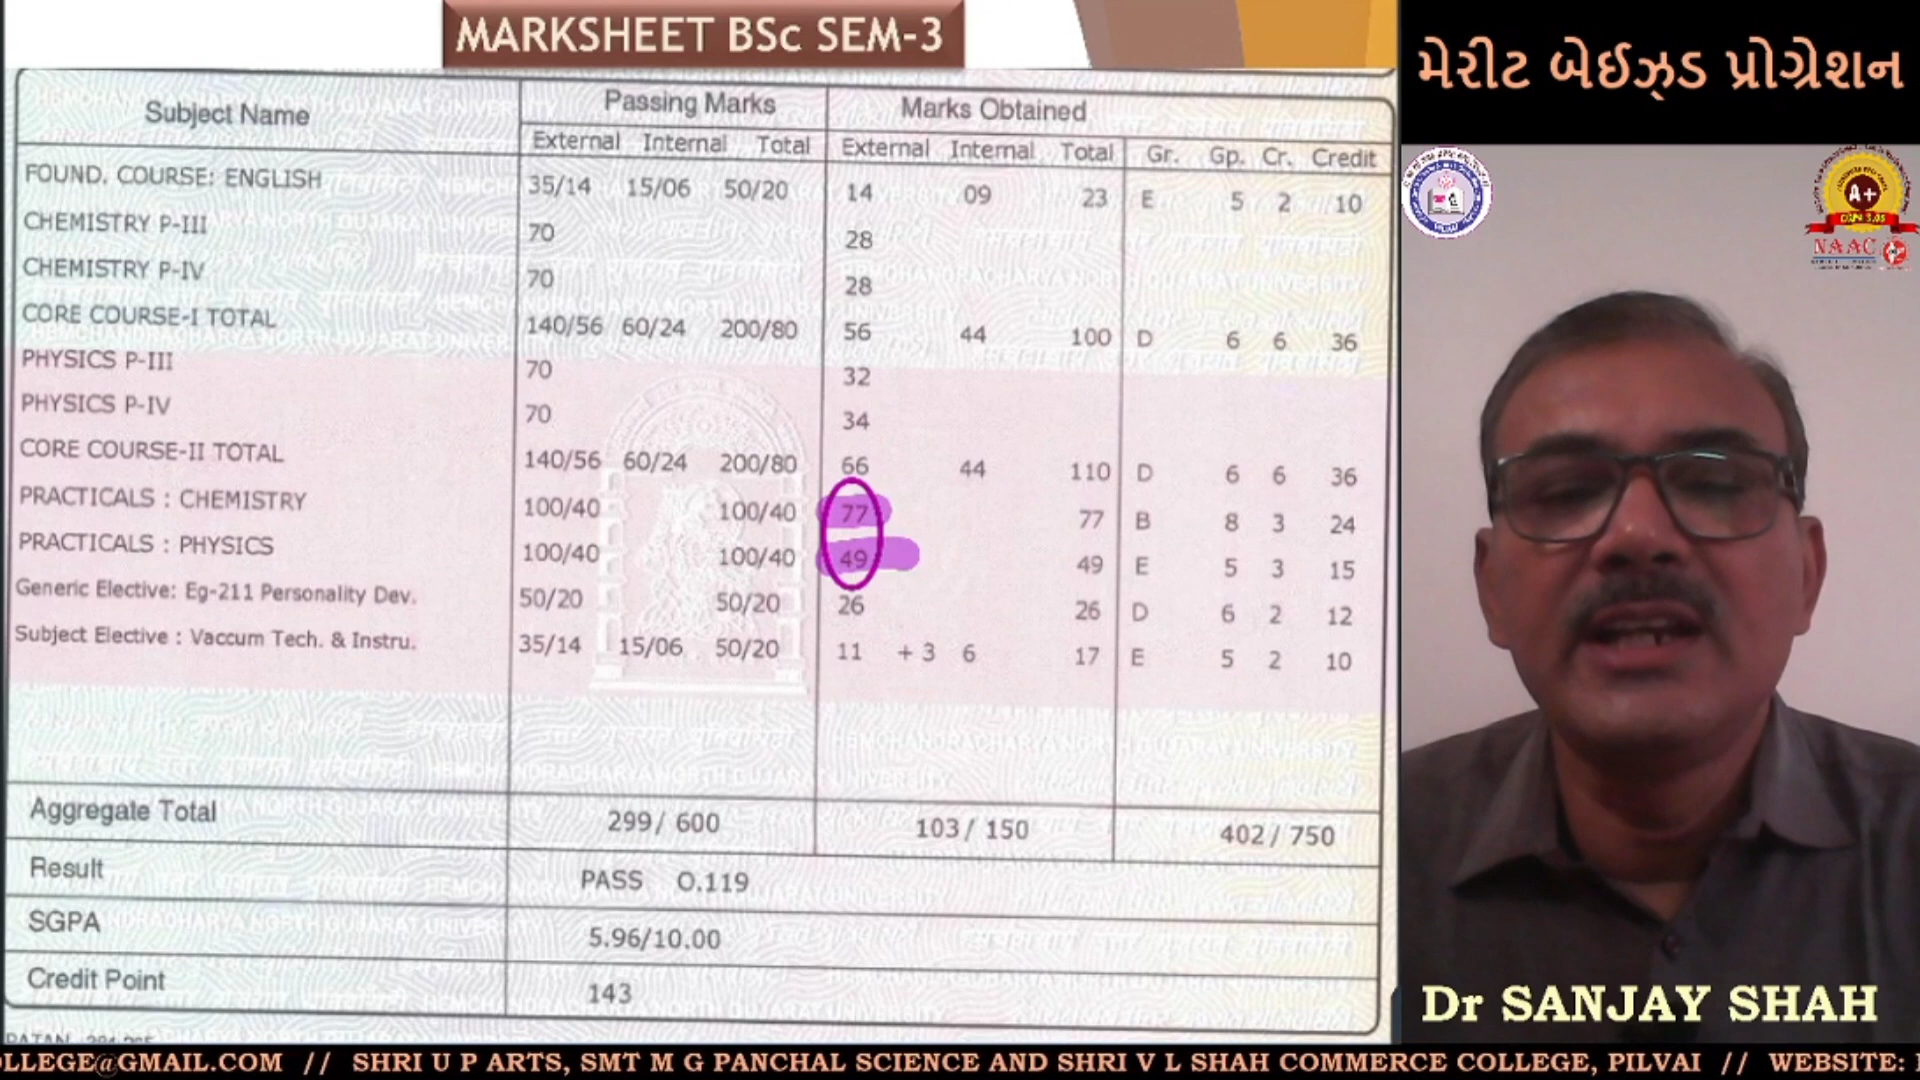 MARKSHEET BSc SEM-3
મેરીટ બેઈઝ્ડ પ્રોગ્રેશન
Subject Name Passing Marks Marks Obtained
External Internal Total External Internal Total Gr. Gp. Cr. Credit
FOUND. COURSE: ENGLISH 35/14 15/06 50/20 14 09 23 E 5 2 10
CHEMISTRY P-III 70 28
CHEMISTRY P-IV 70 28
CORE COURSE-I TOTAL 140/56 60/24 200/80 56 44 100 D 6 6 36
PHYSICS P-III 70 32
PHYSICS P-IV 70 34
CORE COURSE-II TOTAL 140/56 60/24 200/80 66 44 110 D 6 6 36
PRACTICALS : CHEMISTRY 100/40 100/40 77 77 B 8 3 24
PRACTICALS : PHYSICS 100/40 100/40 49 49 E 5 3 15
Generic Elective: Eg-211 Personality Dev. 50/20 50/20 26 26 D 6 2 12
Subject Elective : Vaccum Tech. & Instru. 35/14 15/06 50/20 11 +3 6 17 E 5 2 10
Aggregate Total 299/ 600 103/ 150 402/ 750
Result PASS O.119
SGPA 5.96/10.00
Credit Point 143
A+
NAAC
Dr SANJAY SHAH
OLLEGE@GMAIL.COM // SHRI U P ARTS, SMT M G PANCHAL SCIENCE AND SHRI V L SHAH COMMERCE COLLEGE, PILVAI // WEBSITE: